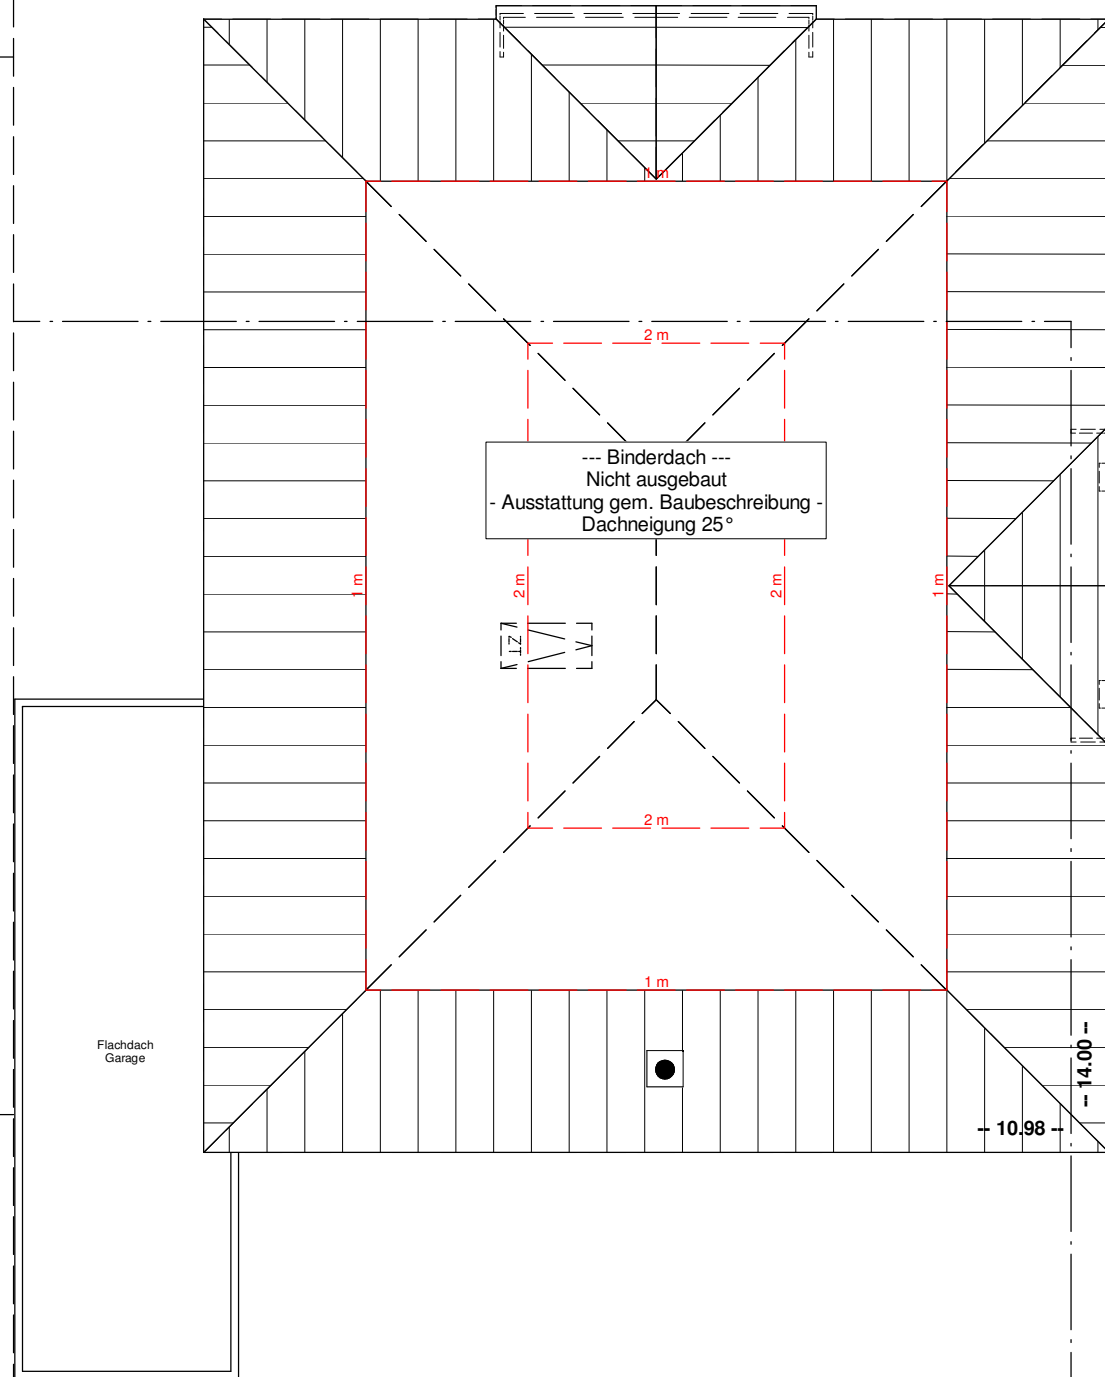 1 m
2 m
--- Binderdach ---
Nicht ausgebaut
- Ausstattung gem. Baubeschreibung -
Dachneigung 25°
1 m
2 m
2 m
1 m
ZT
2 m
1 m
Flachdach
Garage
-- 14.00 --
-- 10.98 --